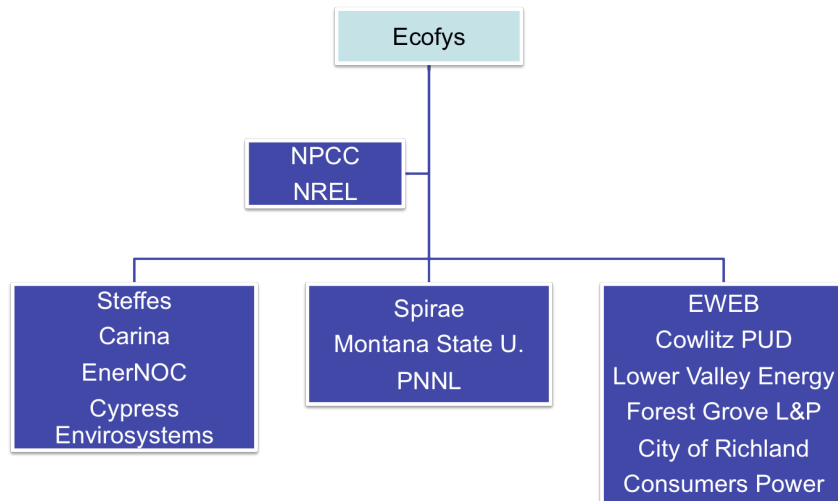 Ecofys
NPCC
NREL
Steffes
Carina
EnerNOC
Cypress
Envirosystems
Spirae
Montana State U.
PNNL
EWEB
Cowlitz PUD
Lower Valley Energy
Forest Grove L&P
City of Richland
Consumers Power